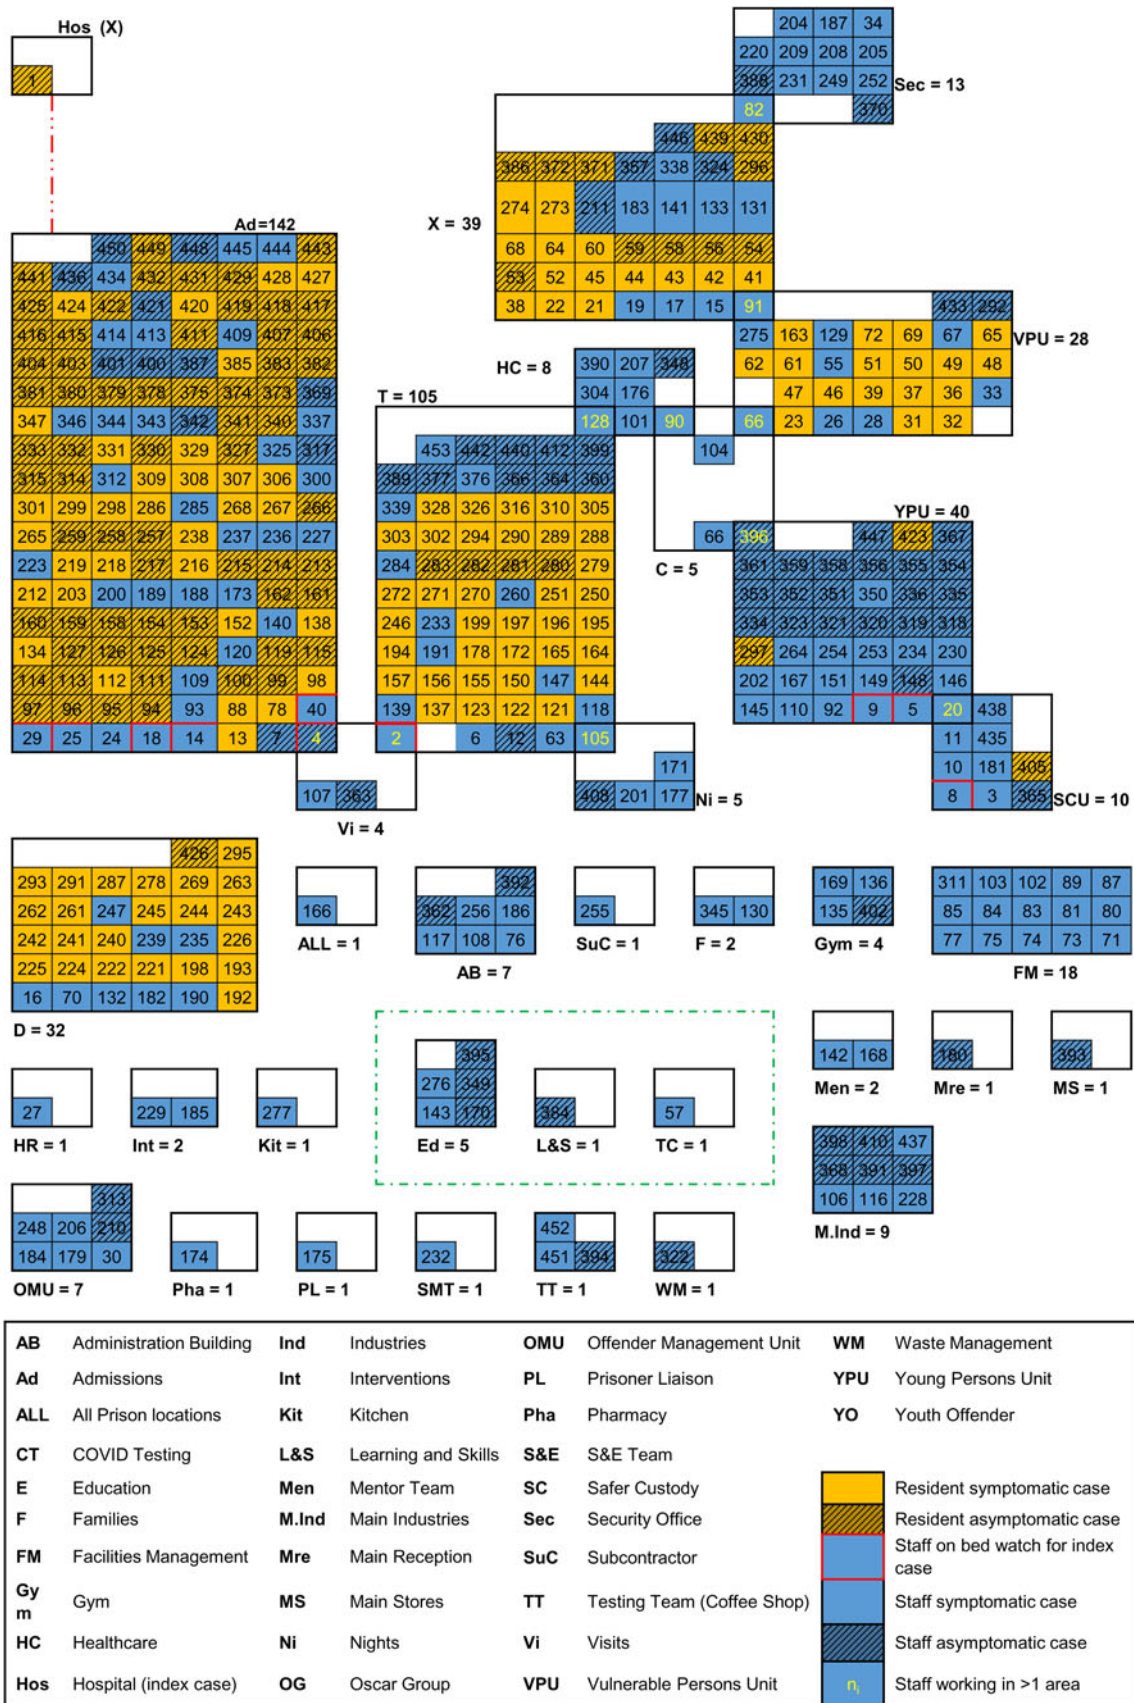 Hos (X)
1
204 187 34
220 209 208 205
388 231 249 252
Sec = 13
82 370
446 439 430
386 372 371 357 338 324 296
274 273 211 183 141 133 131
X = 39
68 64 60 59 58 56 54
53 52 45 44 43 42 41
38 22 21 19 17 15 91
Ad=142
450 449 448 445 444 443
441 436 434 432 431 429 428 427
425 424 422 421 420 419 418 417
416 415 414 413 411 409 407 406
404 403 401 400 387 385 383 382
381 380 379 378 375 374 373 369
347 346 344 343 342 341 340 337
333 332 331 330 329 327 325 317
315 314 312 309 308 307 306 300
301 299 298 286 285 268 267 266
265 259 258 257 238 237 236 227
223 219 218 217 216 215 214 213
212 203 200 189 188 173 162 161
160 159 158 154 153 152 140 138
134 127 126 125 124 120 119 115
114 113 112 111 109 100 99 98
97 96 95 94 93 88 78 40
29 25 24 18 14 13 7 4
433 292
275 163 129 72 69 67 65
VPU = 28
62 61 55 51 50 49 48
47 46 39 37 36 33
66 23 26 28 31 32
HC = 8
390 207 348
304 176
128 101 90
T = 105
453 442 440 412 399
389 377 376 366 364 360
339 328 326 316 310 305
303 302 294 290 289 288
284 283 282 281 280 279
272 271 270 260 251 250
246 233 199 197 196 195
194 191 178 172 165 164
157 156 155 150 147 144
139 137 123 122 121 118
2 6 12 63 105
104
66
C = 5
YPU = 40
396 447 423 367
361 359 358 356 355 354
353 352 351 350 336 335
334 323 321 320 319 318
297 264 254 253 234 230
202 167 151 149 148 146
145 110 92 9 5 20
438
11 435
10 181 405
8 3 365
SCU = 10
107 363
Vi = 4
171
408 201 177
Ni = 5
426 295
293 291 287 278 269 263
262 261 247 245 244 243
242 241 240 239 235 226
225 224 222 221 198 193
16 70 132 182 190 192
D = 32
166
ALL = 1
392
362 256 186
117 108 76
AB = 7
255
SuC = 1
345 130
F = 2
169 136
135 402
Gym = 4
311 103 102 89 87
85 84 83 81 80
77 75 74 73 71
FM = 18
142 168
Men = 2
180
Mre = 1
393
MS = 1
27
HR = 1
229 185
Int = 2
277
Kit = 1
395
276 349
143 170
Ed = 5
384
L&S = 1
57
TC = 1
398 410 437
368 391 397
106 116 228
M.Ind = 9
313
248 206 210
184 179 30
OMU = 7
174
Pha = 1
175
PL = 1
232
SMT = 1
452
451 394
TT = 1
322
WM = 1
AB Administration Building Ind Industries OMU Offender Management Unit WM Waste Management
Ad Admissions Int Interventions PL Prisoner Liaison YPU Young Persons Unit
ALL All Prison locations Kit Kitchen Pha Pharmacy YO Youth Offender
CT COVID Testing L&S Learning and Skills S&E S&E Team
E Education Men Mentor Team SC Safer Custody Resident symptomatic case
F Families M.Ind Main Industries Sec Security Office Resident asymptomatic case
FM Facilities Management Mre Main Reception SuC Subcontractor Staff on bed watch for index
case
Gy
m Gym MS Main Stores TT Testing Team (Coffee Shop) Staff symptomatic case
HC Healthcare Ni Nights Vi Visits Staff asymptomatic case
Hos Hospital (index case) OG Oscar Group VPU Vulnerable Persons Unit nᵢ Staff working in >1 area